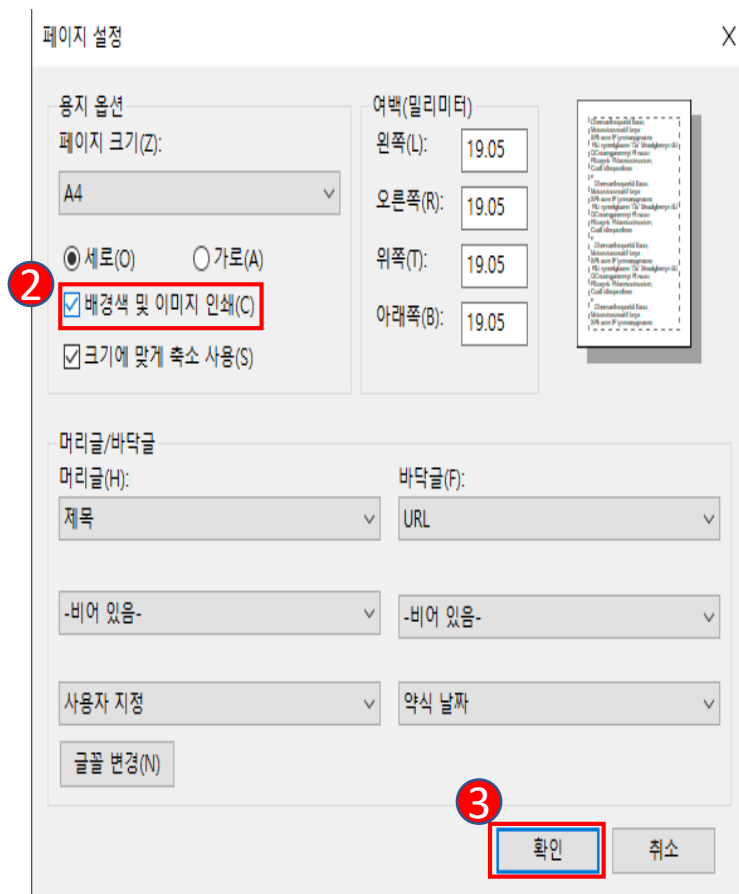 페이지 설정
용지 옵션
페이지 크기(Z):
A4
세로(O) 가로(A)
2
배경색 및 이미지 인쇄(C)
크기에 맞게 축소 사용(S)
여백(밀리미터)
왼쪽(L): 19.05
오른쪽(R): 19.05
위쪽(T): 19.05
아래쪽(B): 19.05
머리글/바닥글
머리글(H): 바닥글(F):
제목 URL
-비어 있음- -비어 있음-
사용자 지정 약식 날짜
글꼴 변경(N)
3
확인 취소